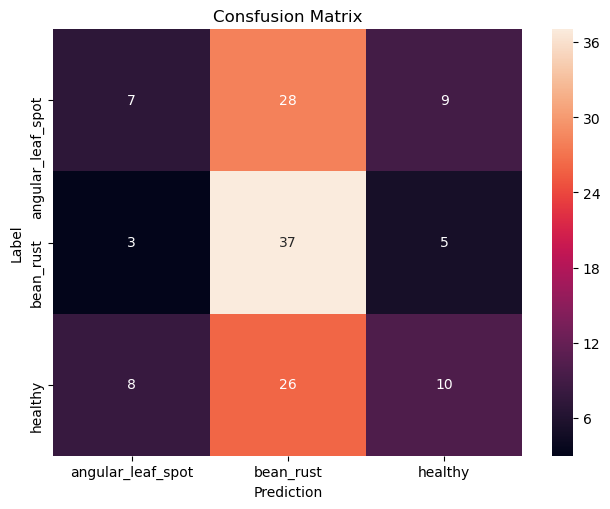 Consfusion Matrix
Label
angular_leaf_spot
7 28 9
bean_rust
3 37 5
healthy
8 26 10
angular_leaf_spot bean_rust healthy
Prediction
36
30
24
18
12
6